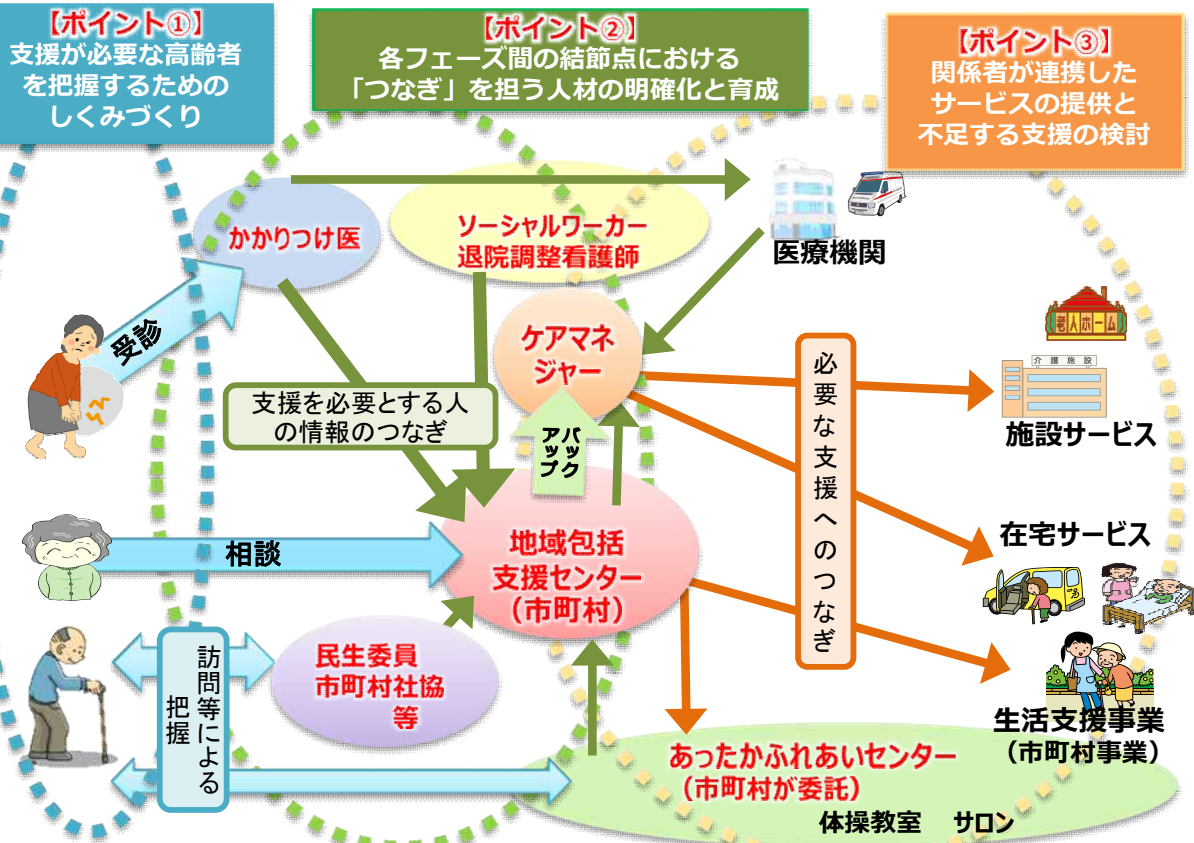 【ポイント①】
支援が必要な高齢者
を把握するための
しくみづくり
【ポイント②】
各フェーズ間の結節点における
「つなぎ」を担う人材の明確化と育成
【ポイント③】
関係者が連携した
サービスの提供と
不足する支援の検討
かかりつけ医
ソーシャルワーカー
退院調整看護師
医療機関
受診
ケアマネ
ジャー
老人ホーム
介護施設
施設サービス
支援を必要とする人
の情報のつなぎ
バック
アップ
必要な支援へのつなぎ
相談
地域包括
支援センター
（市町村）
在宅サービス
訪問等による
把握
民生委員
市町村社協
等
生活支援事業
（市町村事業）
あったかふれあいセンター
（市町村が委託）
体操教室 サロン